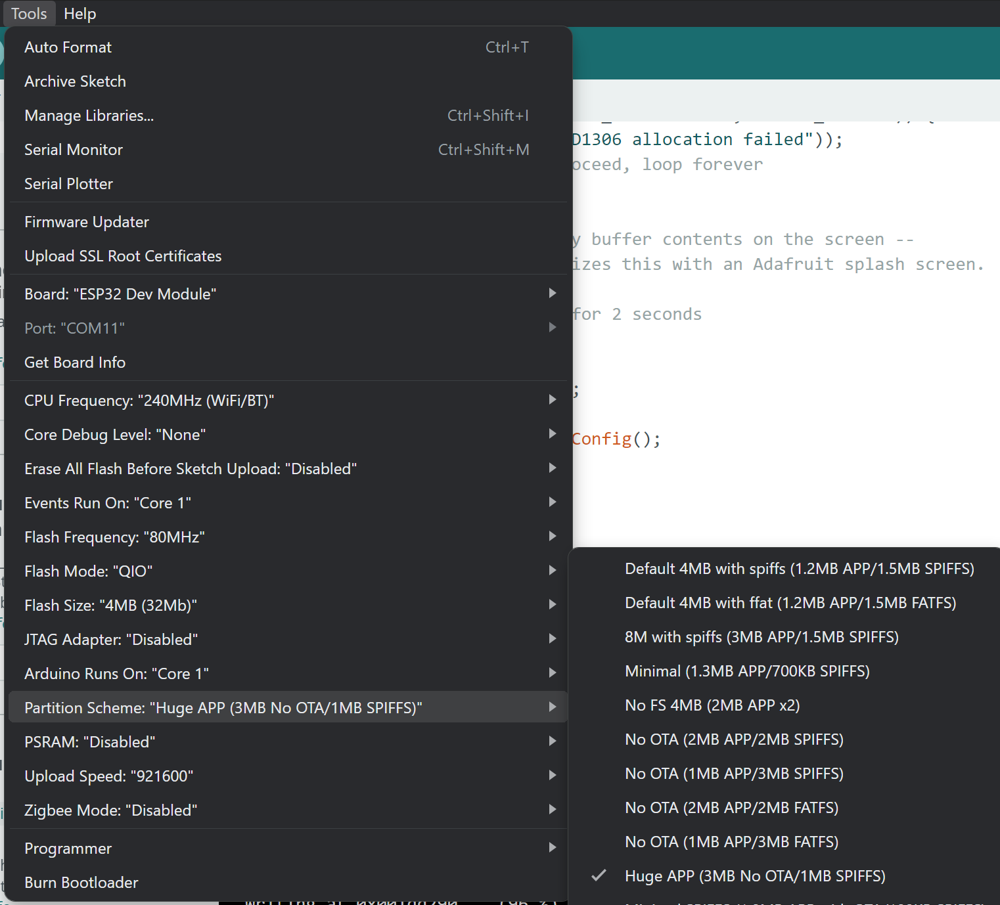 Tools Help
Auto Format Ctrl+T
Archive Sketch
Manage Libraries... Ctrl+Shift+I
Serial Monitor Ctrl+Shift+M
Serial Plotter
Firmware Updater
Upload SSL Root Certificates
Board: "ESP32 Dev Module"
Port: "COM11"
Get Board Info
CPU Frequency: "240MHz (WiFi/BT)"
Core Debug Level: "None"
Erase All Flash Before Sketch Upload: "Disabled"
Events Run On: "Core 1"
Flash Frequency: "80MHz"
Flash Mode: "QIO"
Flash Size: "4MB (32Mb)"
JTAG Adapter: "Disabled"
Arduino Runs On: "Core 1"
Partition Scheme: "Huge APP (3MB No OTA/1MB SPIFFS)"
PSRAM: "Disabled"
Upload Speed: "921600"
Zigbee Mode: "Disabled"
Programmer
Burn Bootloader
D1306 allocation failed"));
oceed, loop forever
y buffer contents on the screen --
izes this with an Adafruit splash screen.
for 2 seconds
;
Config();
Default 4MB with spiffs (1.2MB APP/1.5MB SPIFFS)
Default 4MB with ffat (1.2MB APP/1.5MB FATFS)
8M with spiffs (3MB APP/1.5MB SPIFFS)
Minimal (1.3MB APP/700KB SPIFFS)
No FS 4MB (2MB APP x2)
No OTA (2MB APP/2MB SPIFFS)
No OTA (1MB APP/3MB SPIFFS)
No OTA (2MB APP/2MB FATFS)
No OTA (1MB APP/3MB FATFS)
Huge APP (3MB No OTA/1MB SPIFFS)